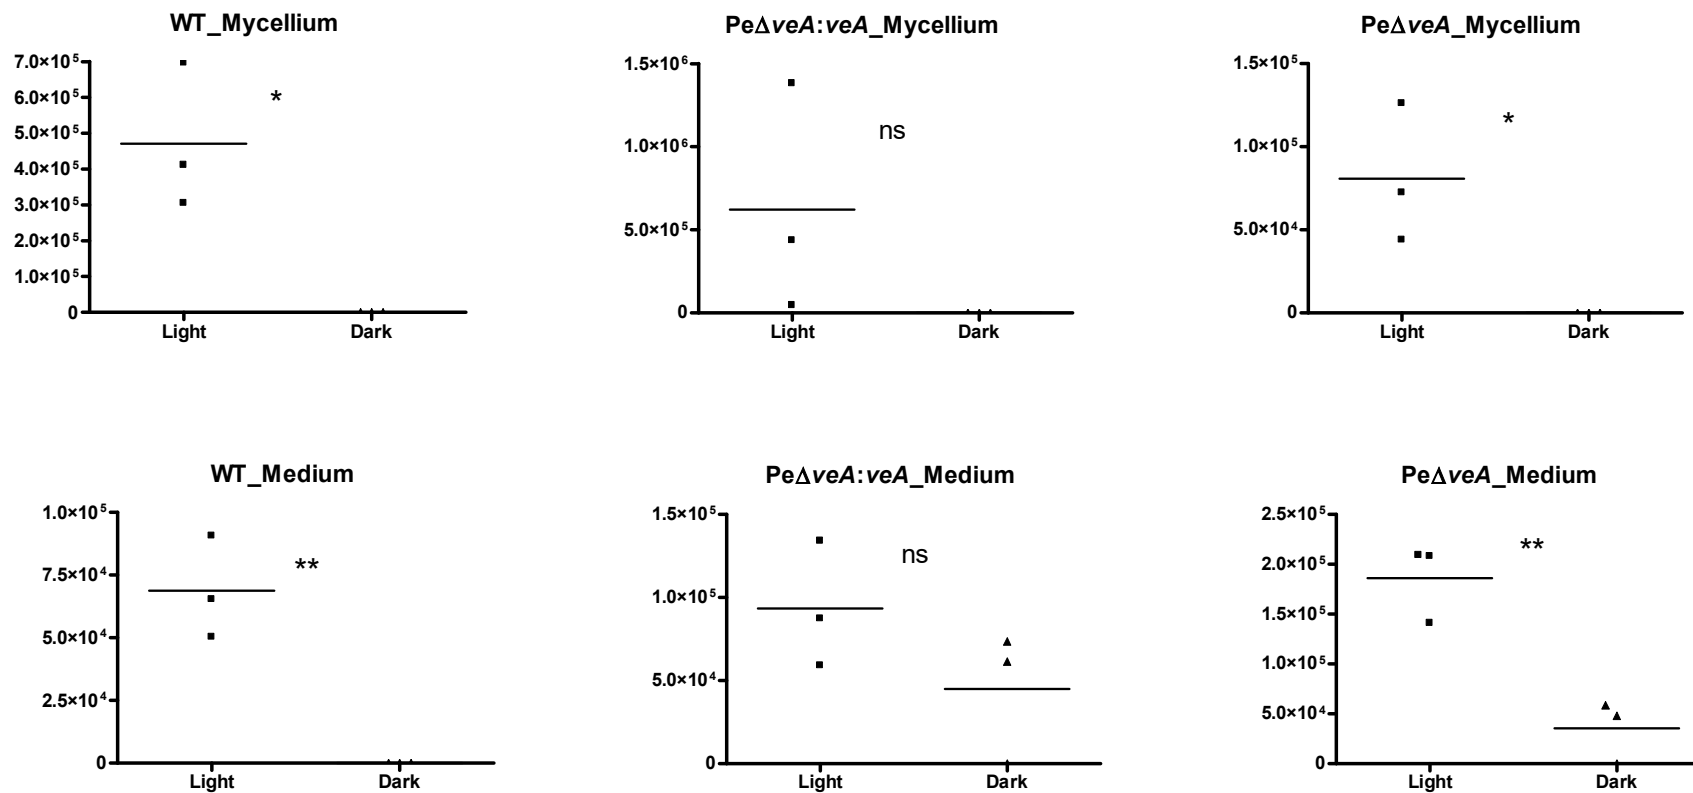 WT_Mycellium
7.0×10⁵
6.0×10⁵
5.0×10⁵
4.0×10⁵
3.0×10⁵
2.0×10⁵
1.0×10⁵
0
*
Light Dark
PeΔveA:veA_Mycellium
1.5×10⁶
1.0×10⁶
5.0×10⁵
0
ns
Light Dark
PeΔveA_Mycellium
1.5×10⁵
1.0×10⁵
5.0×10⁴
0
*
Light Dark
WT_Medium
1.0×10⁵
7.5×10⁴
5.0×10⁴
2.5×10⁴
0
**
Light Dark
PeΔveA:veA_Medium
1.5×10⁵
1.0×10⁵
5.0×10⁴
0
ns
Light Dark
PeΔveA_Medium
2.5×10⁵
2.0×10⁵
1.5×10⁵
1.0×10⁵
5.0×10⁴
0
**
Light Dark